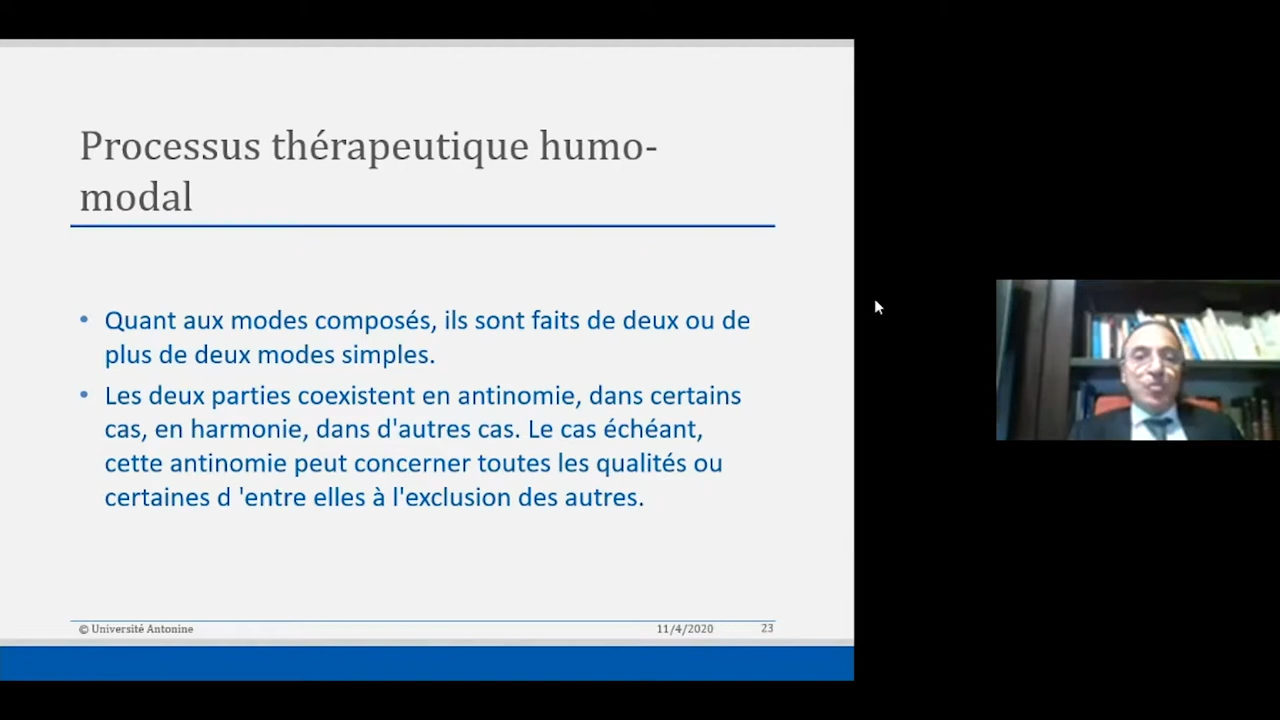 Processus thérapeutique humo-
modal
• Quant aux modes composés, ils sont faits de deux ou de
plus de deux modes simples.
• Les deux parties coexistent en antinomie, dans certains
cas, en harmonie, dans d'autres cas. Le cas échéant,
cette antinomie peut concerner toutes les qualités ou
certaines d 'entre elles à l'exclusion des autres.
© Université Antonine 11/4/2020 23